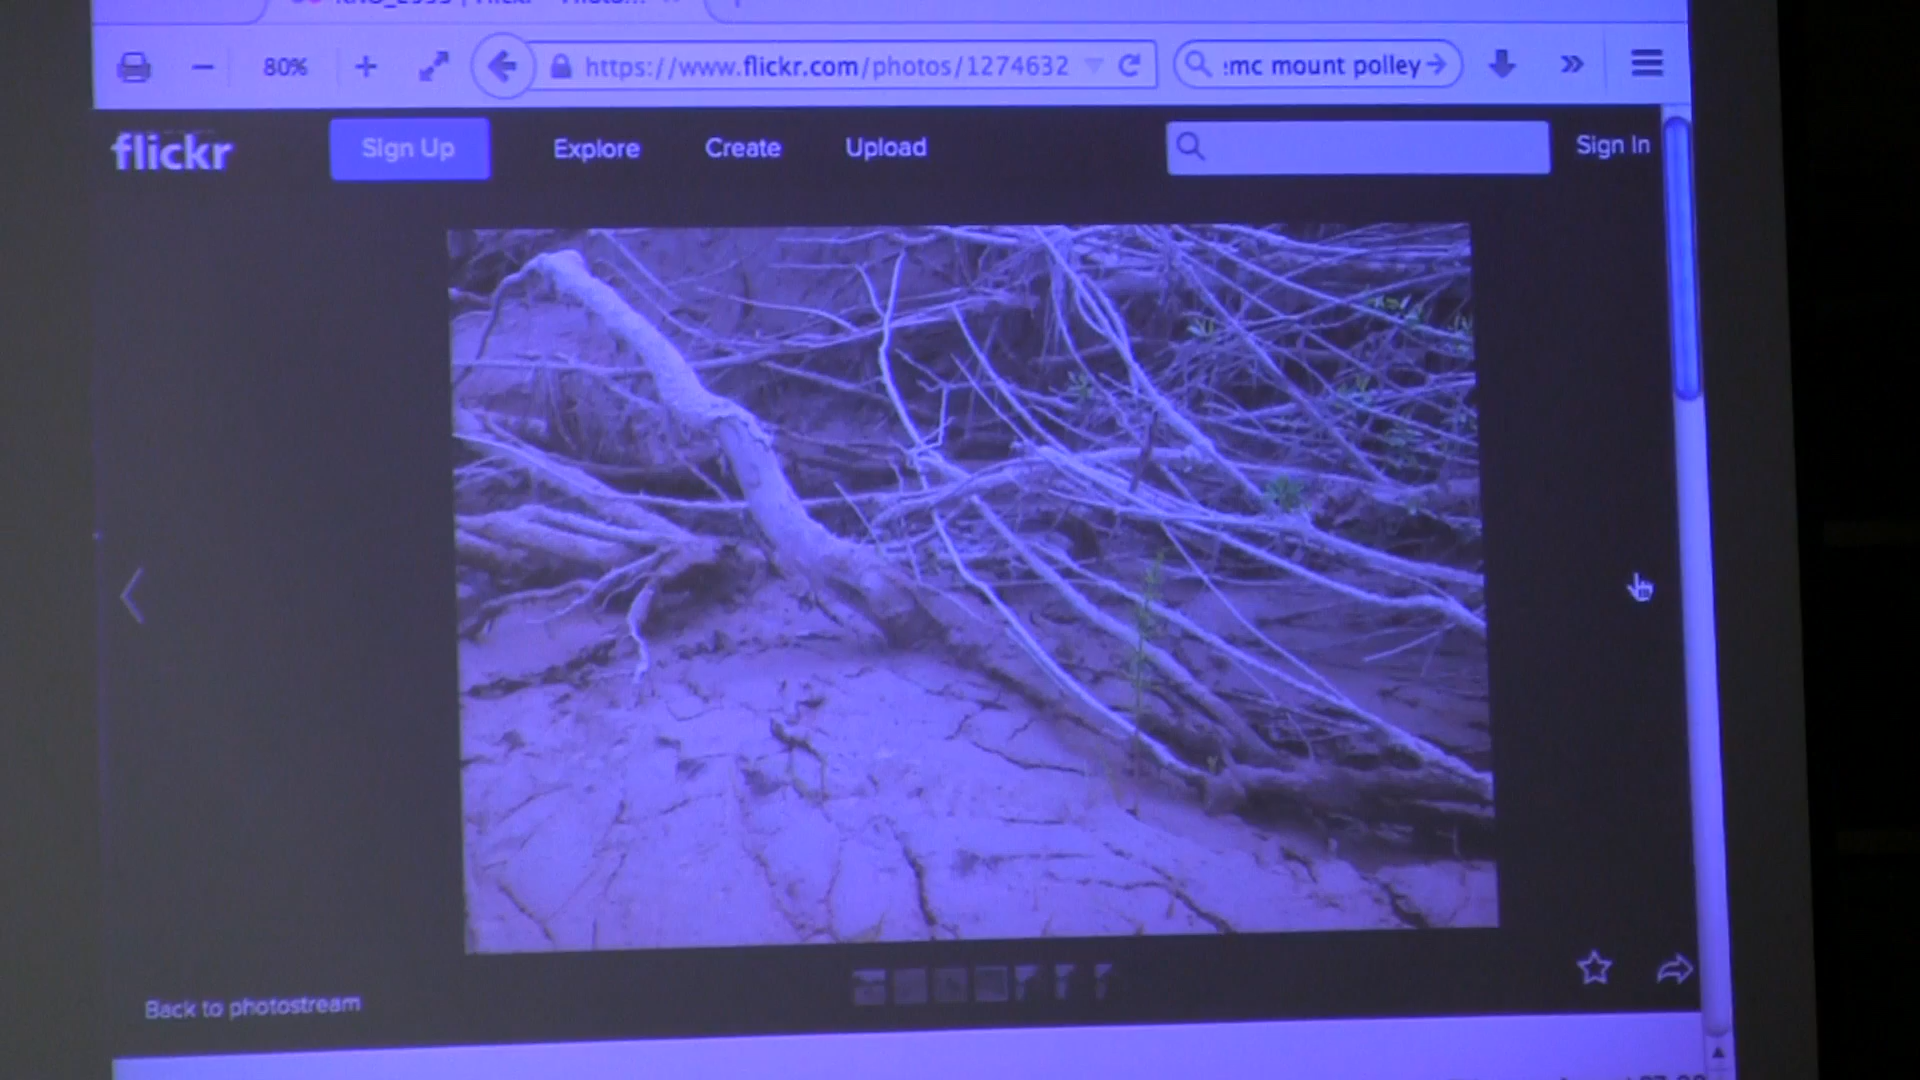 80%
https://www.flickr.com/photos/1274632
mc mount polley
flickr
Sign Up
Explore
Create
Upload
Sign In
Back to photostream